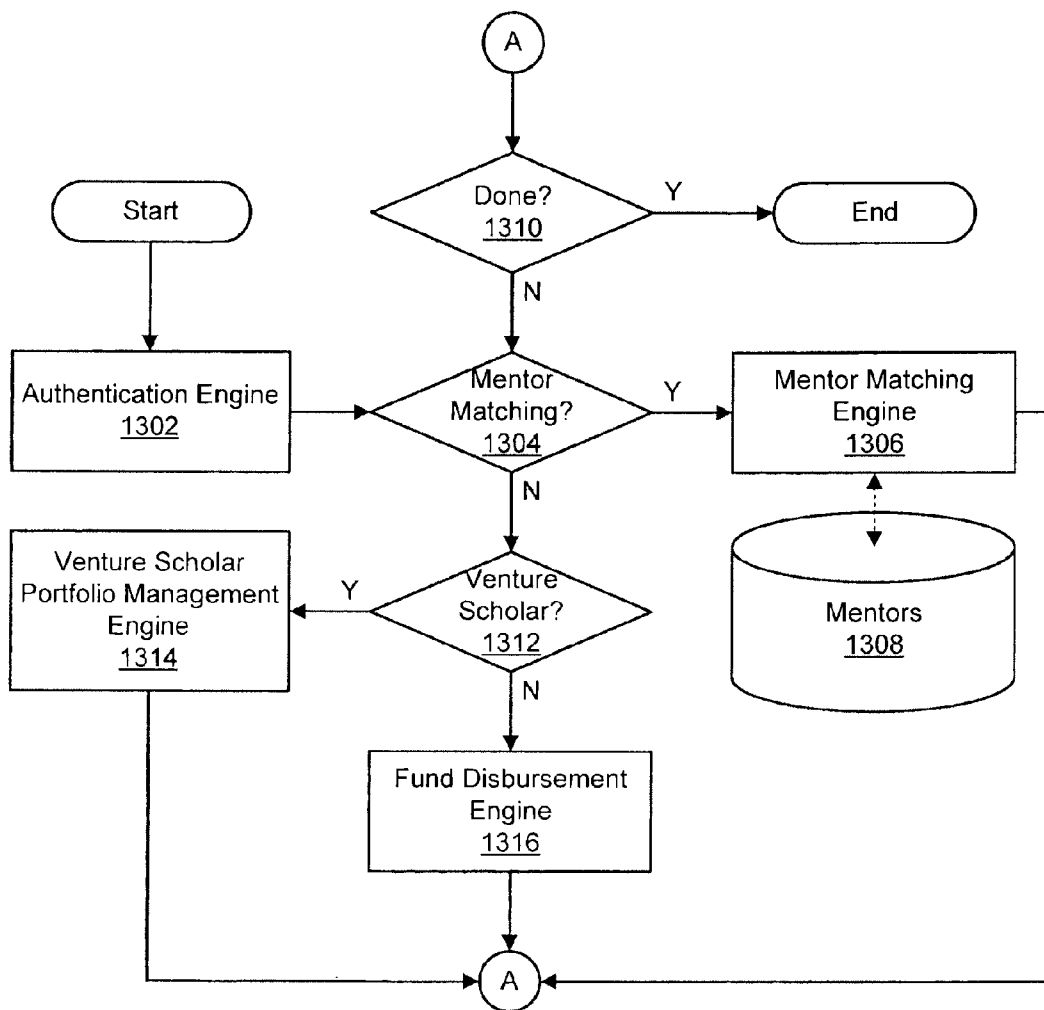 A
Done?
1310
Y
End
Start
N
Authentication Engine
1302
Mentor
Matching?
1304
Y
Mentor Matching
Engine
1306
N
Venture Scholar
Portfolio Management
Engine
1314
Y
Venture
Scholar?
1312
Mentors
1308
N
Fund Disbursement
Engine
1316
A